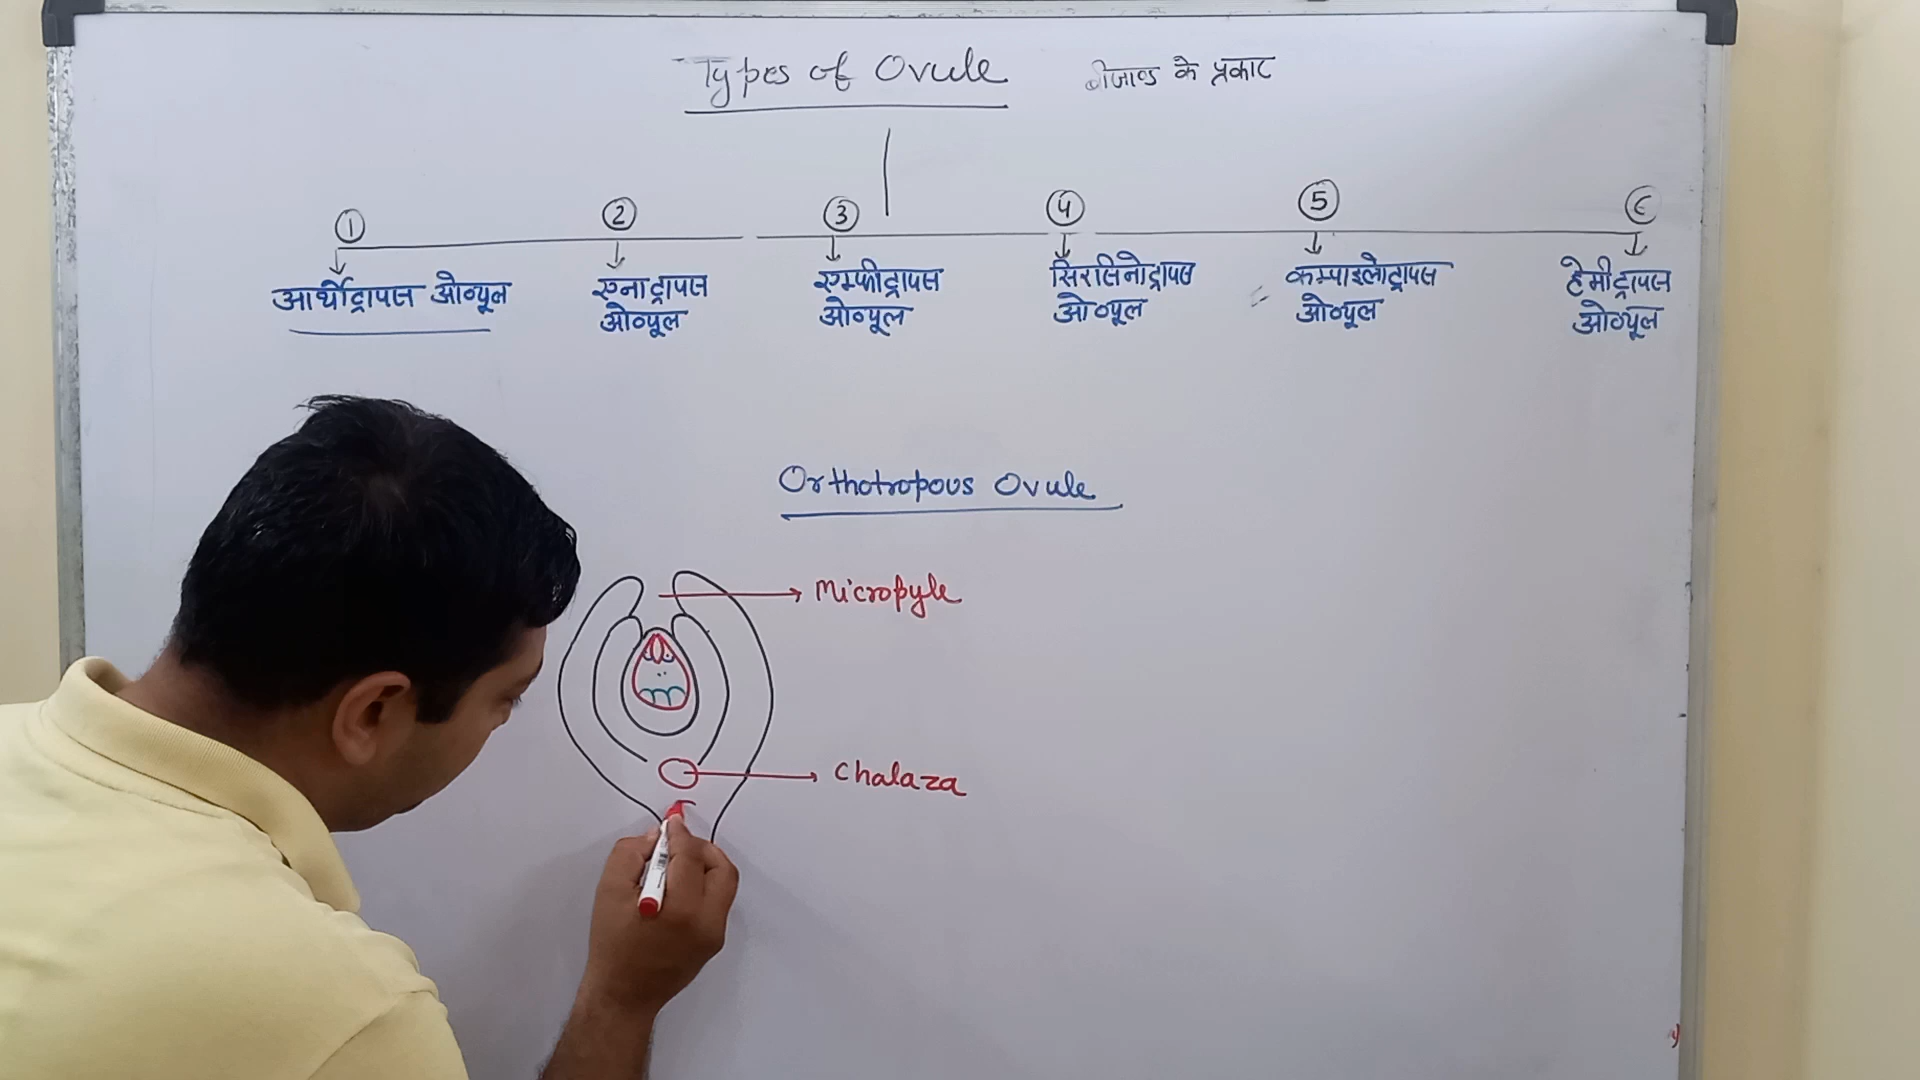 Types of Ovule बीजाण्ड के प्रकार
① ② ③ ④ ⑤ 6
आर्थोट्रापस ओव्यूल
एनाट्रापस
ओव्यूल
एम्फीट्रापस
ओव्यूल
सिरसिनोट्रापस
ओव्यूल
कम्पाइलोट्रापस
ओव्यूल
हेमीट्रापस
ओव्यूल
Orthotropous Ovule
Micropyle
Chalaza